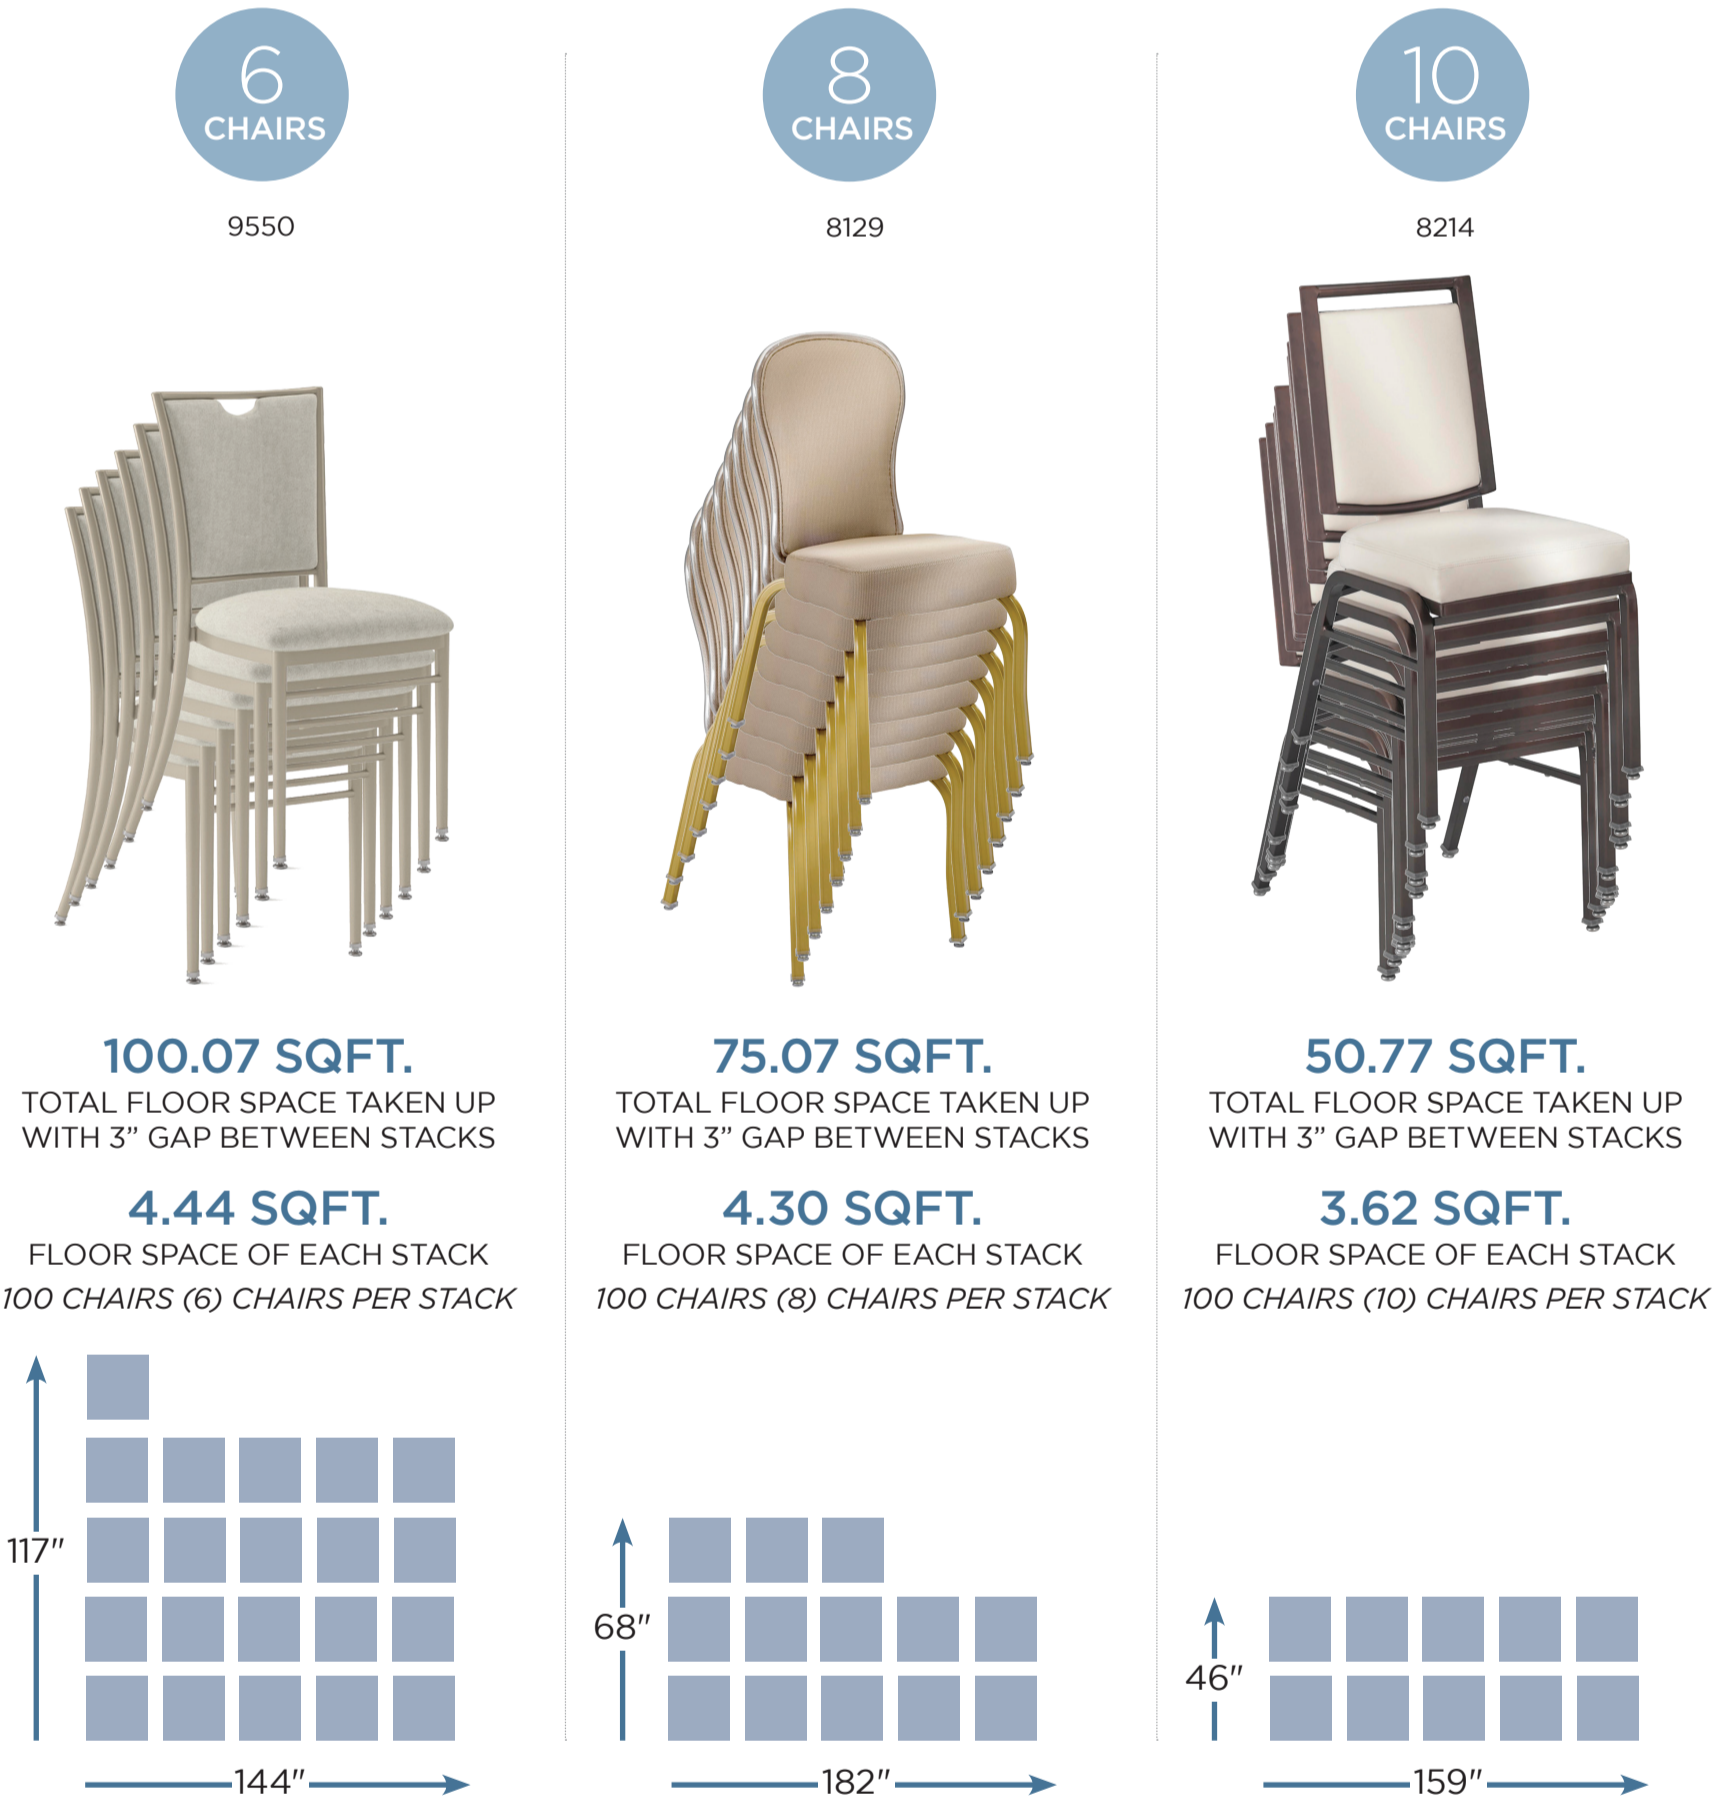 6
CHAIRS
9550
100.07 SQFT.
TOTAL FLOOR SPACE TAKEN UP
WITH 3” GAP BETWEEN STACKS
4.44 SQFT.
FLOOR SPACE OF EACH STACK
100 CHAIRS (6) CHAIRS PER STACK
117"
144"
8
CHAIRS
8129
75.07 SQFT.
TOTAL FLOOR SPACE TAKEN UP
WITH 3” GAP BETWEEN STACKS
4.30 SQFT.
FLOOR SPACE OF EACH STACK
100 CHAIRS (8) CHAIRS PER STACK
68"
182"
10
CHAIRS
8214
50.77 SQFT.
TOTAL FLOOR SPACE TAKEN UP
WITH 3” GAP BETWEEN STACKS
3.62 SQFT.
FLOOR SPACE OF EACH STACK
100 CHAIRS (10) CHAIRS PER STACK
46"
159"